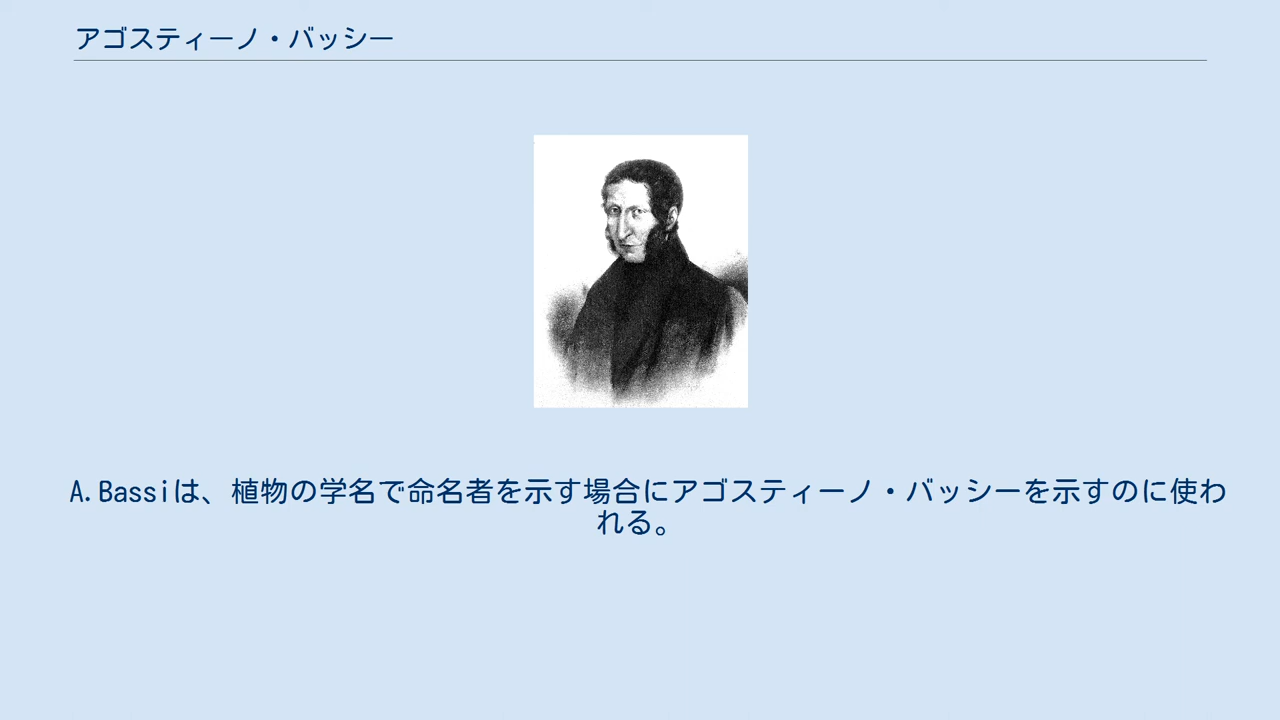 アゴスティーノ・バッシー
A.Bassiは、植物の学名で命名者を示す場合にアゴスティーノ・バッシーを示すのに使わ
れる。